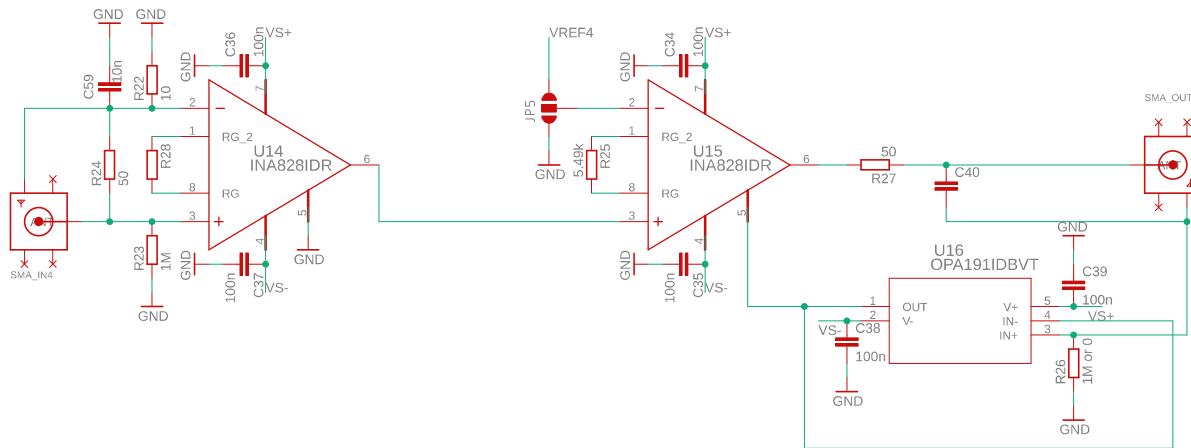 GND
GND
C59
10n
R22
10
GND
C36
100n
VS+
7
2
1
RG_2
U14
INA828IDR
6
R24
50
R28
8
RG
3
5
4
GND
SMA_IN4
R23
1M
GND
GND
100n
C37
VS-
VREF4
JP5
GND
GND
C34
100n
VS+
7
2
1
RG_2
U15
INA828IDR
6
5.49k
R25
8
RG
3
5
4
GND
100n
C35
VS-
50
R27
C40
SMA_OUT
U16
OPA191IDBVT
GND
C39
100n
1
OUT
V+
5
2
V-
IN-
4
VS+
IN+
3
VS-
C38
100n
GND
R26
1M or 0
GND